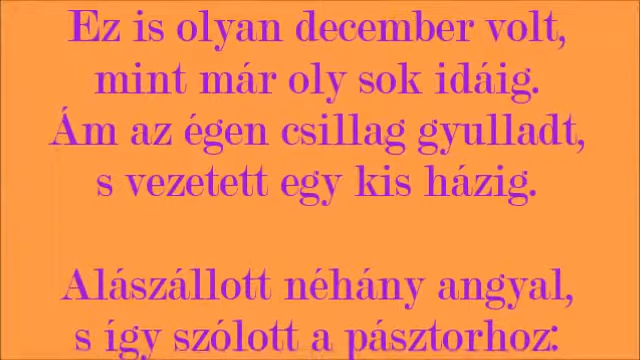 Ez is olyan december volt,
mint már oly sok idáig.
Ám az égen csillag gyulladt,
s vezetett egy kis házig.
Alászállott néhány angyal,
s így szólott a pásztorhoz: